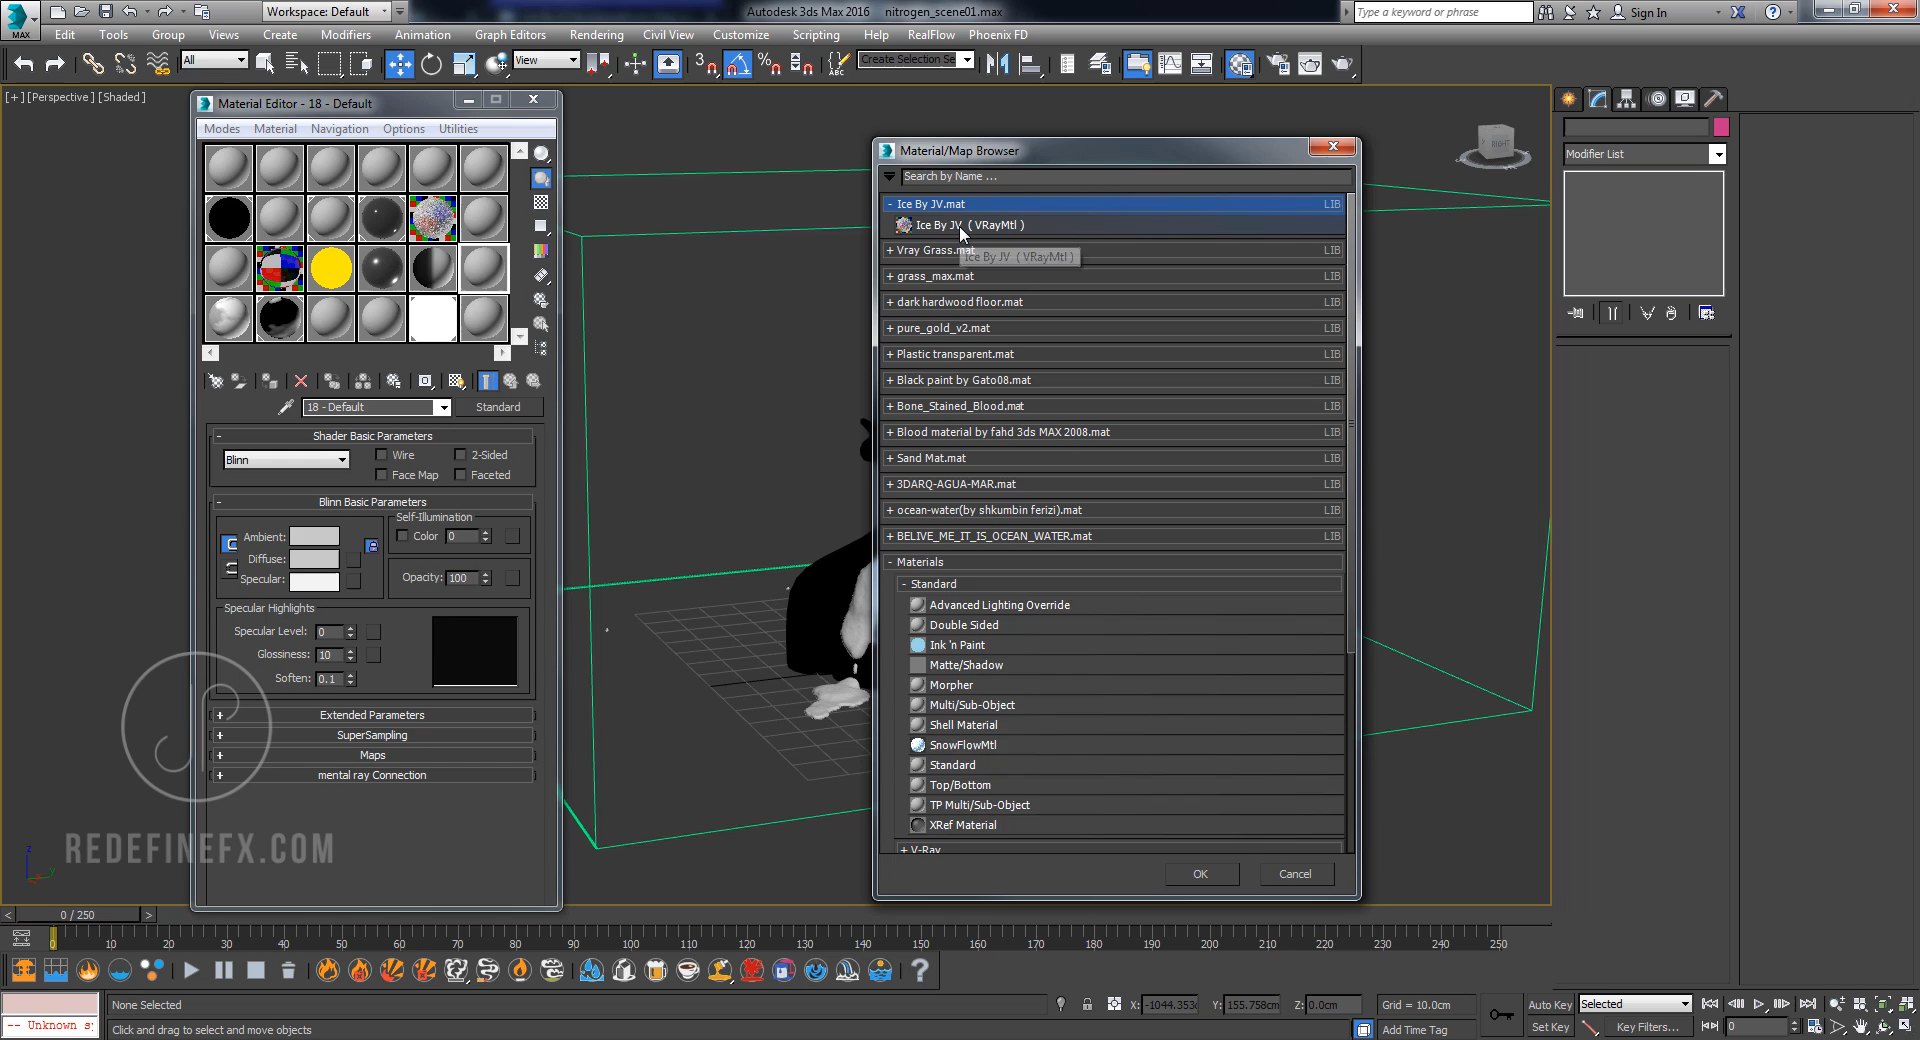 Workspace: Default
Autodesk 3ds Max 2016 nitrogen_scene01.max
Type a keyword or phrase
Sign In
MAX
Edit Tools Group Views Create Modifiers Animation Graph Editors Rendering Civil View Customize Scripting Help RealFlow Phoenix FD
All
View
3
ABC
Create Selection Se
[+] [Perspective] [Shaded]
Material Editor - 18 - Default
Modes Material Navigation Options Utilities
18 - Default
Standard
Shader Basic Parameters
Blinn
Wire
2-Sided
Face Map
Faceted
Blinn Basic Parameters
Self-Illumination
Ambient:
Color 0
Diffuse:
Specular:
Opacity: 100
Specular Highlights
Specular Level: 0
Glossiness: 10
Soften: 0.1
Extended Parameters
SuperSampling
Maps
mental ray Connection
REDEFINEFX.COM
Material/Map Browser
Search by Name ...
- Ice By JV.mat LIB
Ice By JV ( VRayMtl )
+ Vray Grass.mat LIB
Ice By JV ( VRayMtl )
+ grass_max.mat LIB
+ dark hardwood floor.mat LIB
+ pure_gold_v2.mat LIB
+ Plastic transparent.mat LIB
+ Black paint by Gato08.mat LIB
+ Bone_Stained_Blood.mat LIB
+ Blood material by fahd 3ds MAX 2008.mat LIB
+ Sand Mat.mat LIB
+ 3DARQ-AGUA-MAR.mat LIB
+ ocean-water(by shkumbin ferizi).mat LIB
+ BELIVE_ME_IT_IS_OCEAN_WATER.mat LIB
- Materials
- Standard
Advanced Lighting Override
Double Sided
Ink 'n Paint
Matte/Shadow
Morpher
Multi/Sub-Object
Shell Material
SnowFlowMtl
Standard
Top/Bottom
TP Multi/Sub-Object
XRef Material
+ V-Ray
OK Cancel
RIGHT
Modifier List
z
y
< 0 / 250 >
0 10 20 30 40 50 60 70 80 90 100 110 120 130 140 150 160 170 180 190 200 210 220 230 240 250
None Selected
X: -1044.353c Y: 155.758cm Z: 0.0cm Grid = 10.0cm
Auto Key Selected
-- Unknown sy
Click and drag to select and move objects
Add Time Tag
Set Key Key Filters... 0